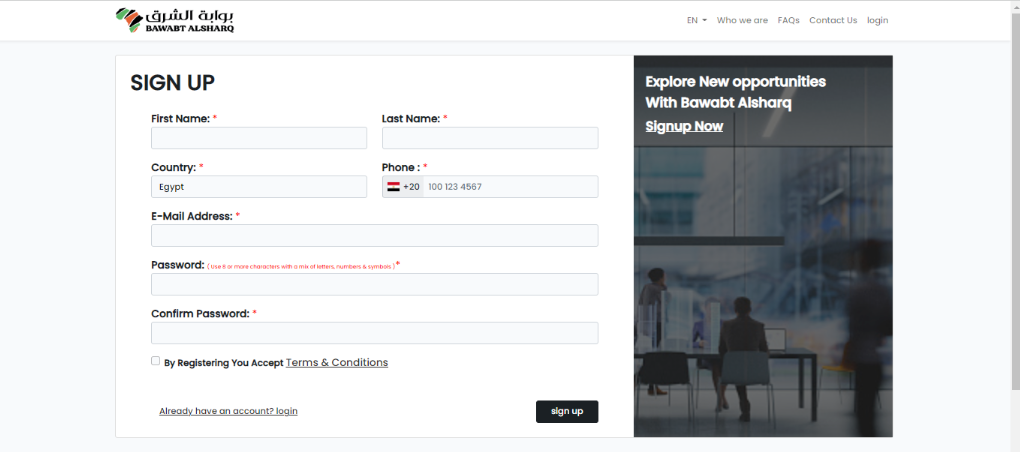 بوابة الشرق
BAWABT ALSHARQ
EN Who we are FAQs Contact Us login
SIGN UP
First Name: * Last Name: *
Country: * Phone : *
Egypt +20 100 123 4567
E-Mail Address: *
Password: ( Use 8 or more characters with a mix of letters, numbers & symbols ) *
Confirm Password: *
By Registering You Accept Terms & Conditions
Already have an account? login sign up
Explore New opportunities
With Bawabt Alsharq
Signup Now